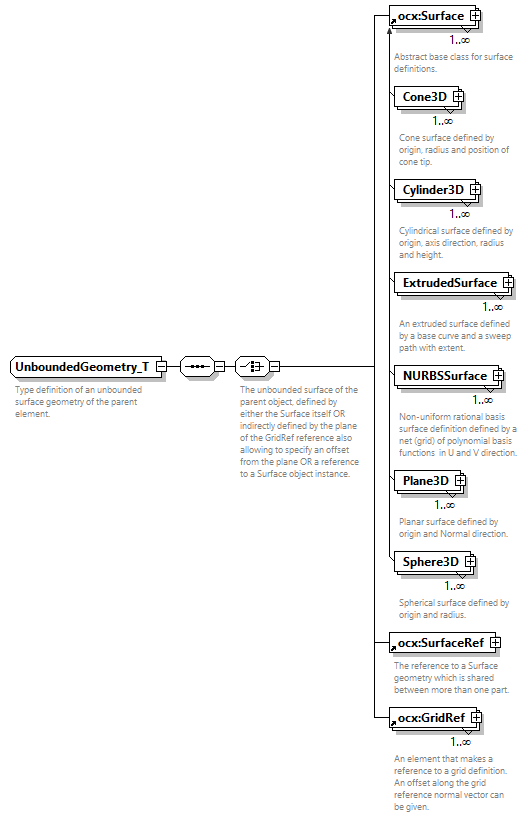 ocx:Surface
1..∞
Abstract base class for surface
definitions.
Cone3D
1..∞
Cone surface defined by
origin, radius and position of
cone tip.
Cylinder3D
1..∞
Cylindrical surface defined by
origin, axis direction, radius
and height.
ExtrudedSurface
1..∞
An extruded surface defined
by a base curve and a sweep
path with extent.
UnboundedGeometry_T
Type definition of an unbounded
surface geometry of the parent
element.
The unbounded surface of the
parent object, defined by
either the Surface itself OR
indirectly defined by the plane
of the GridRef reference also
allowing to specify an offset
from the plane OR a reference
to a Surface object instance.
NURBSSurface
1..∞
Non-uniform rational basis
surface definition defined by a
net (grid) of polynomial basis
functions  in U and V direction.
Plane3D
1..∞
Planar surface defined by
origin and Normal direction.
Sphere3D
1..∞
Spherical surface defined by
origin and radius.
ocx:SurfaceRef
The reference to a Surface
geometry which is shared
between more than one part.
ocx:GridRef
1..∞
An element that makes a
reference to a grid definition.
An offset along the grid
reference normal vector can
be given.